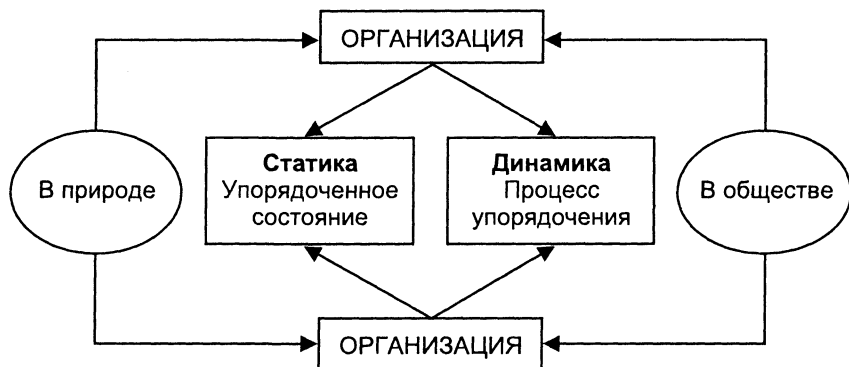 ОРГАНИЗАЦИЯ
В природе
Статика
Упорядоченное
состояние
Динамика
Процесс
упорядочения
В обществе
ОРГАНИЗАЦИЯ